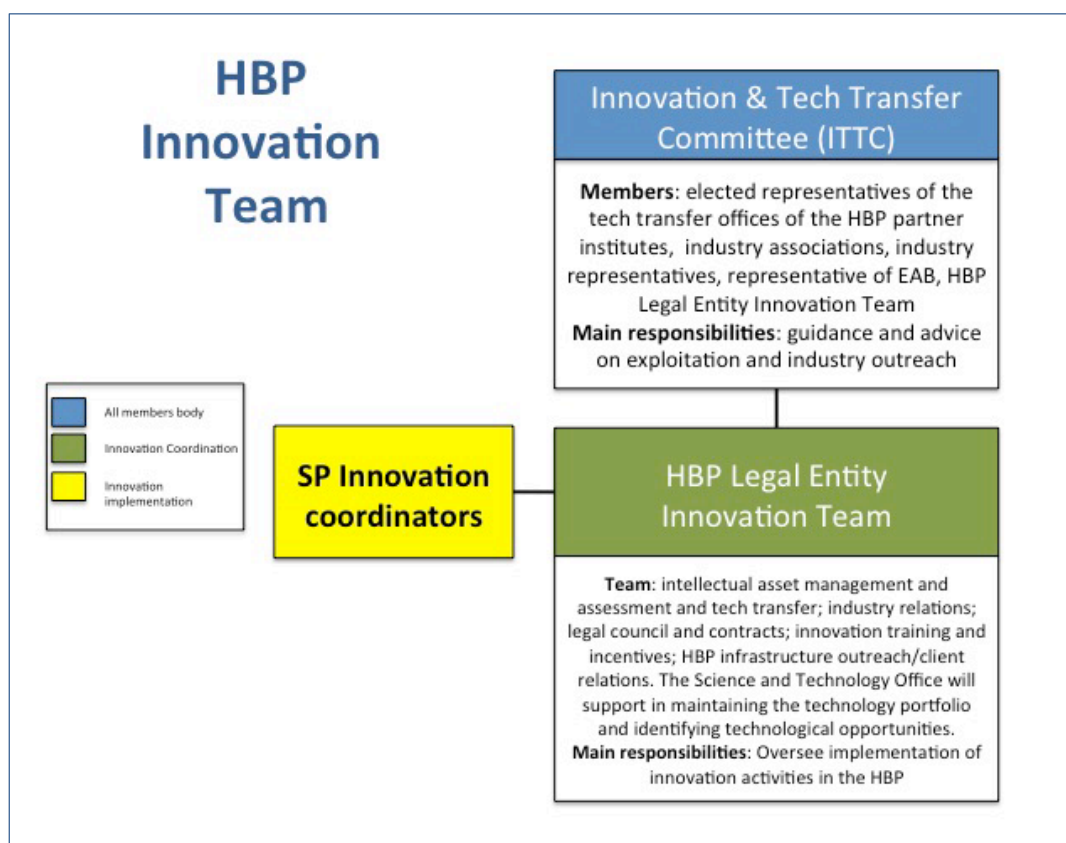 HBP
Innovation
Team
Innovation & Tech Transfer
Committee (ITTC)
Members: elected representatives of the
tech transfer offices of the HBP partner
institutes,  industry associations, industry
representatives, representative of EAB, HBP
Legal Entity Innovation Team
Main responsibilities: guidance and advice
on exploitation and industry outreach
All members body
Innovation Coordination
Innovation
implementation
SP Innovation
coordinators
HBP Legal Entity
Innovation Team
Team: intellectual asset management and
assessment and tech transfer; industry relations;
legal council and contracts; innovation training and
incentives; HBP infrastructure outreach/client
relations. The Science and Technology Office will
support in maintaining the technology portfolio
and identifying technological opportunities.
Main responsibilities: Oversee implementation of
innovation activities in the HBP